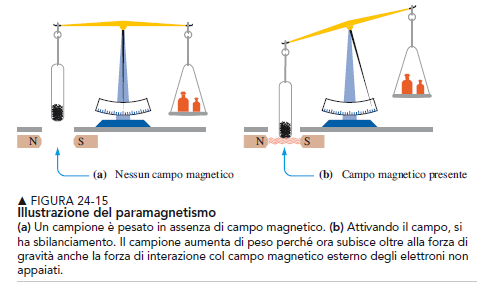 N
S
N
S
(a) Nessun campo magnetico
(b) Campo magnetico presente
▲ FIGURA 24-15
Illustrazione del paramagnetismo
(a) Un campione è pesato in assenza di campo magnetico. (b) Attivando il campo, si
ha sbilanciamento. Il campione aumenta di peso perché ora subisce oltre alla forza di
gravità anche la forza di interazione col campo magnetico esterno degli elettroni non
appaiati.